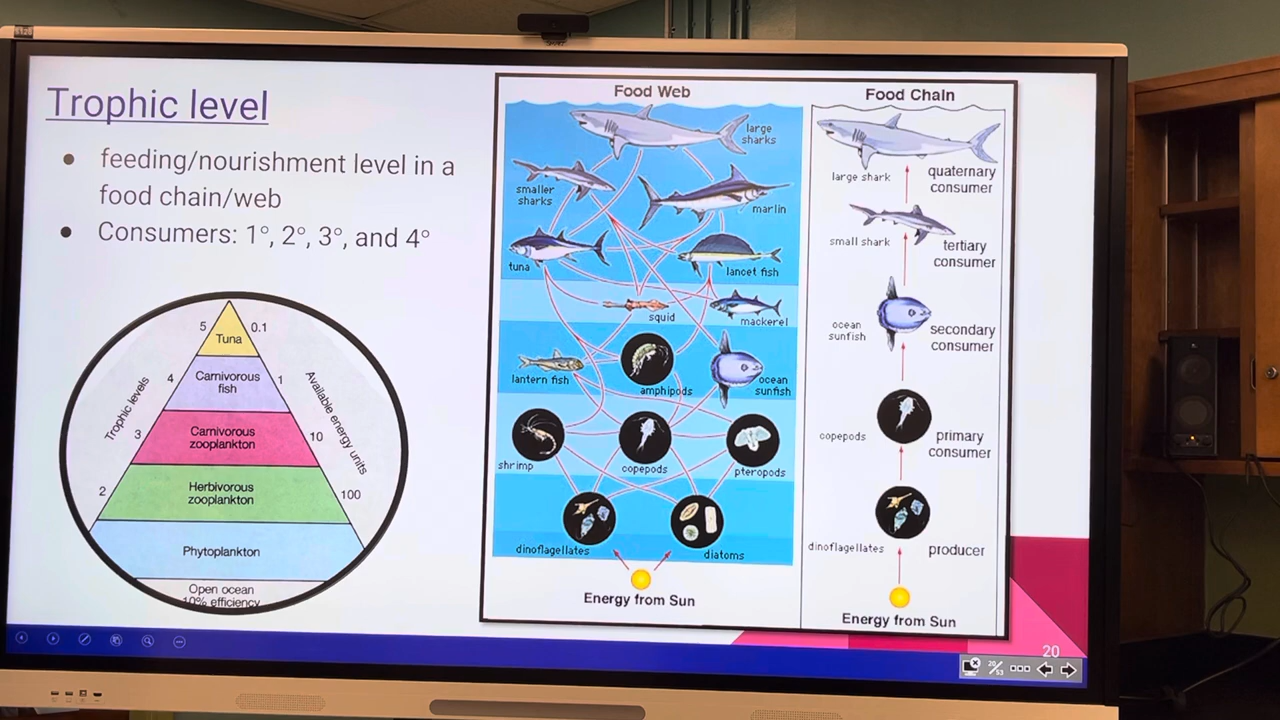 Trophic level
feeding/nourishment level in a
food chain/web
Consumers: 1°, 2°, 3°, and 4°
5
0.1
Tuna
4
Carnivorous
fish
1
3
Carnivorous
zooplankton
10
2
Herbivorous
zooplankton
100
Phytoplankton
Open ocean
10% efficiency
Trophic levels
Available energy units
Food Web
large
sharks
smaller
sharks
marlin
tuna
lancet fish
squid
mackerel
lantern fish
amphipods
ocean
sunfish
shrimp
copepods
pteropods
dinoflagellates
diatoms
Energy from Sun
Food Chain
large shark
quaternary
consumer
small shark
tertiary
consumer
ocean
sunfish
secondary
consumer
copepods
primary
consumer
dinoflagellates
producer
Energy from Sun
20
20/53